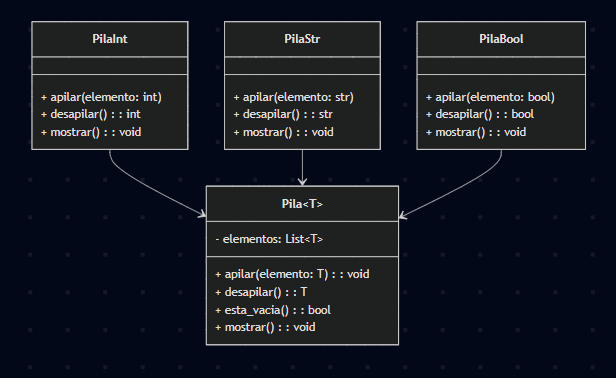 PilaInt
+ apilar(elemento: int)
+ desapilar() : : int
+ mostrar() : : void
PilaStr
+ apilar(elemento: str)
+ desapilar() : : str
+ mostrar() : : void
PilaBool
+ apilar(elemento: bool)
+ desapilar() : : bool
+ mostrar() : : void
Pila<T>
- elementos: List<T>
+ apilar(elemento: T) : : void
+ desapilar() : : T
+ esta_vacia() : : bool
+ mostrar() : : void